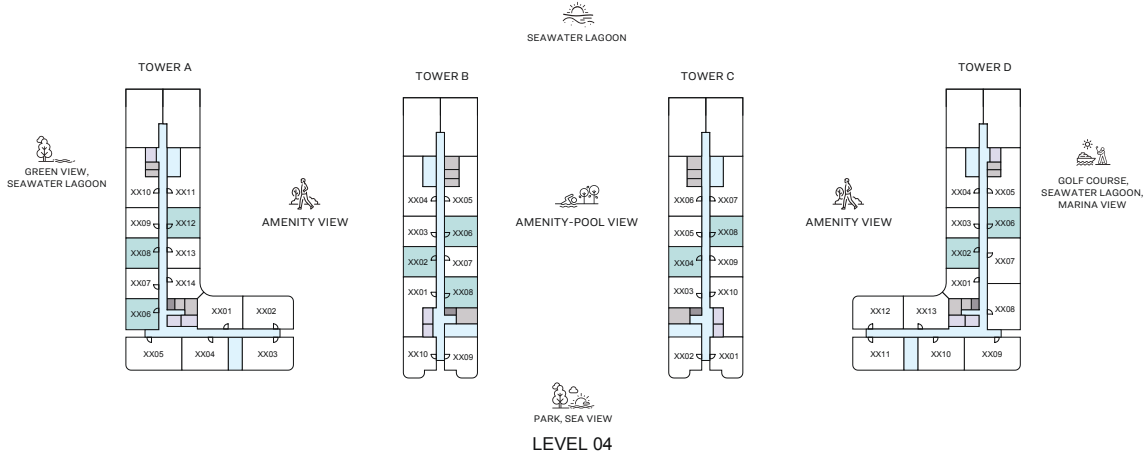 SEAWATER LAGOON
TOWER A
TOWER B
TOWER C
TOWER D
GREEN VIEW,
SEAWATER LAGOON
AMENITY VIEW
AMENITY-POOL VIEW
AMENITY VIEW
GOLF COURSE,
SEAWATER LAGOON,
MARINA VIEW
XX10 XX11
XX09 XX12
XX08 XX13
XX07 XX14
XX06 XX01 XX02
XX05 XX04 XX03
XX04 XX05
XX03 XX06
XX02 XX07
XX01 XX08
XX10 XX09
XX06 XX07
XX05 XX08
XX04 XX09
XX03 XX10
XX02 XX01
XX04 XX05
XX03 XX06
XX02 XX07
XX01
XX12 XX13 XX08
XX11 XX10 XX09
PARK, SEA VIEW
LEVEL 04